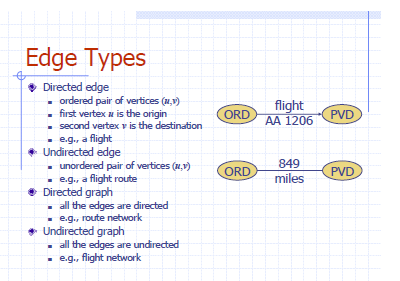 Edge Types
Directed edge
ordered pair of vertices (u,v)
first vertex u is the origin
second vertex v is the destination
e.g., a flight
Undirected edge
unordered pair of vertices (u,v)
e.g., a flight route
Directed graph
all the edges are directed
e.g., route network
Undirected graph
all the edges are undirected
e.g., flight network
ORD
flight
AA 1206
PVD
ORD
849
miles
PVD